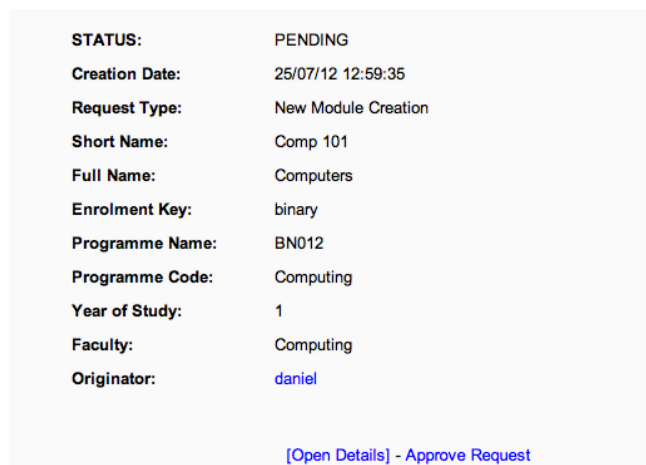 STATUS: PENDING
Creation Date: 25/07/12 12:59:35
Request Type: New Module Creation
Short Name: Comp 101
Full Name: Computers
Enrolment Key: binary
Programme Name: BN012
Programme Code: Computing
Year of Study: 1
Faculty: Computing
Originator: daniel
[Open Details] - Approve Request